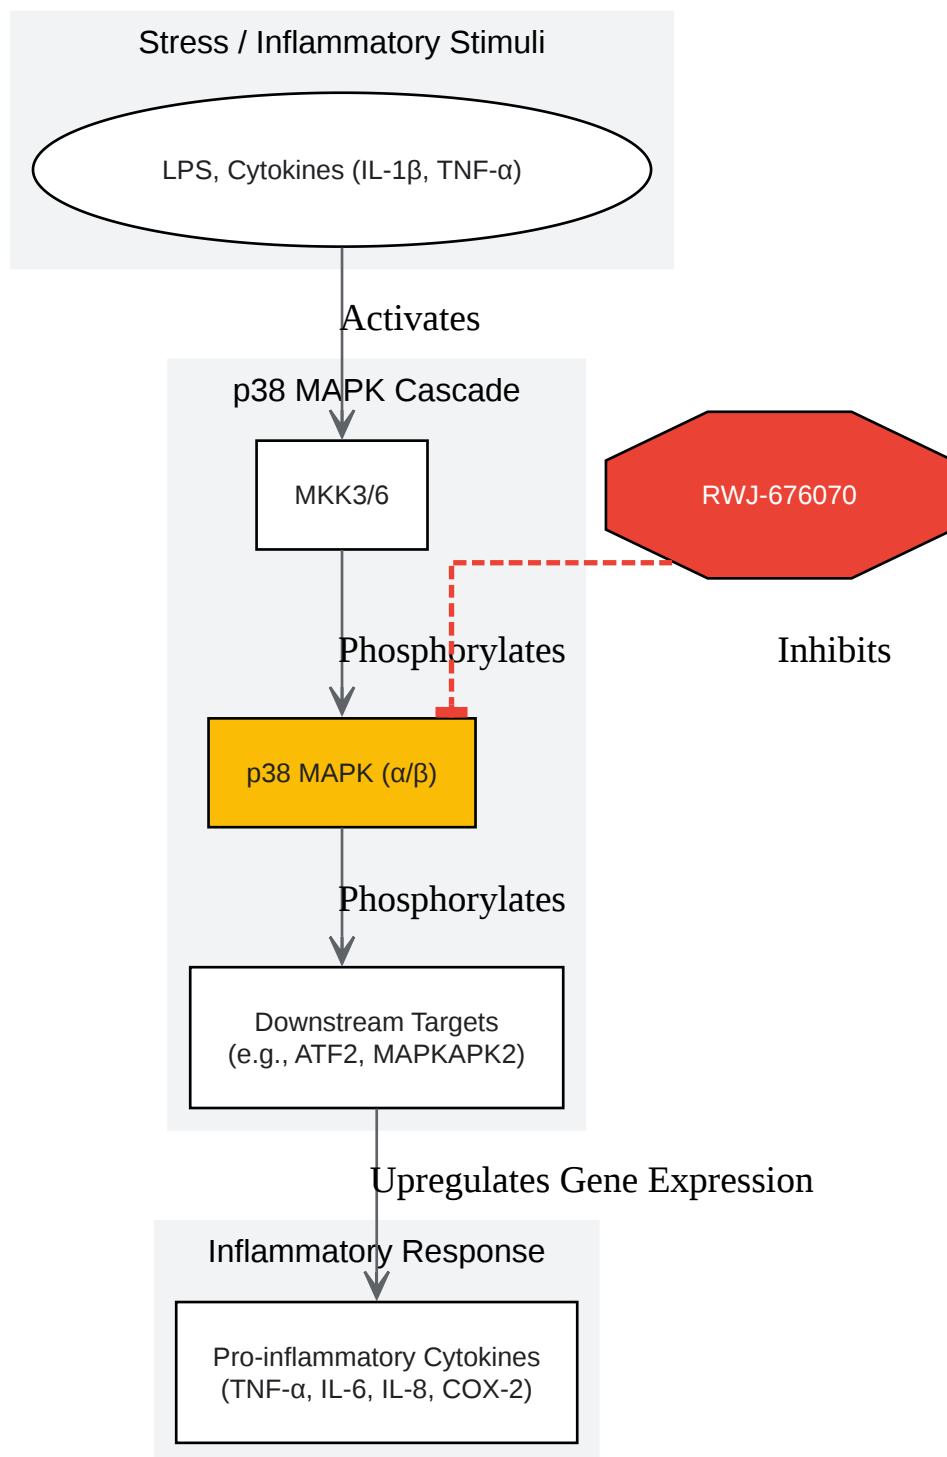 Stress / Inflammatory Stimuli
LPS, Cytokines (IL-1β, TNF-α)
Activates
p38 MAPK Cascade
MKK3/6
RWJ-676070
Phosphorylates
Inhibits
p38 MAPK (α/β)
Phosphorylates
Downstream Targets
(e.g., ATF2, MAPKAPK2)
Upregulates Gene Expression
Inflammatory Response
Pro-inflammatory Cytokines
(TNF-α, IL-6, IL-8, COX-2)